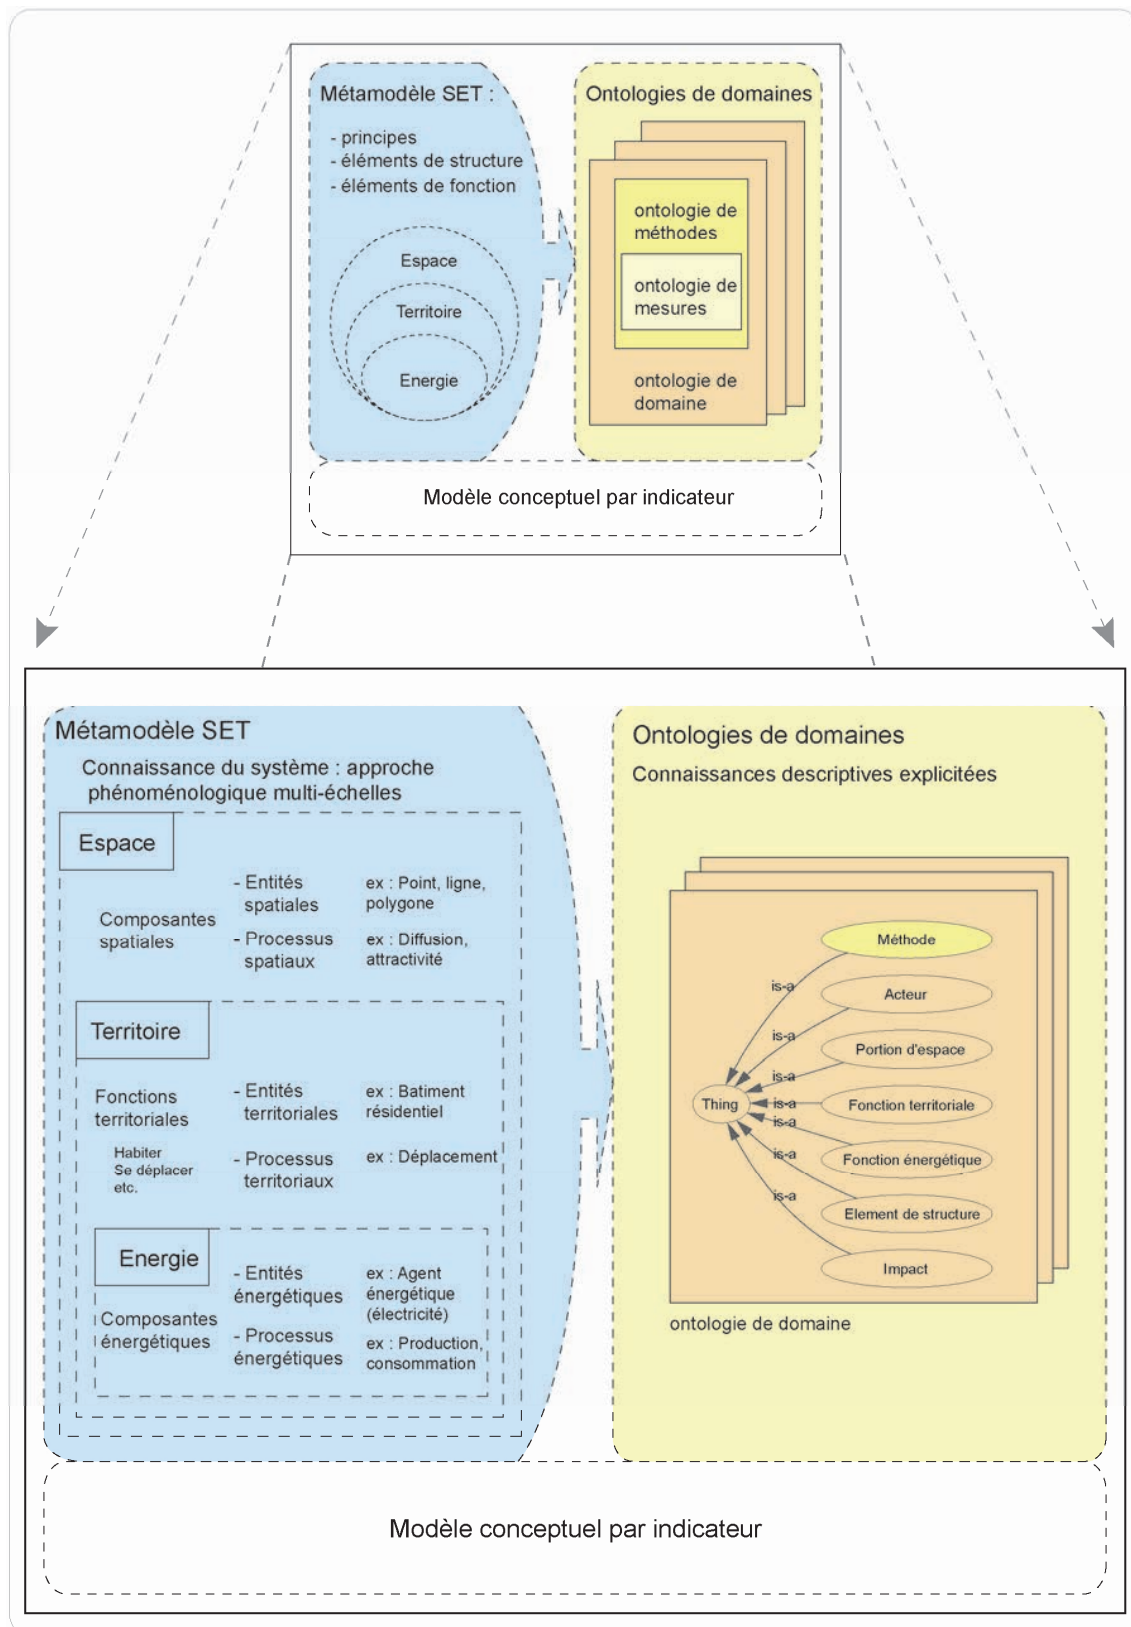 Métamodèle SET :
- principes
- éléments de structure
- éléments de fonction
Espace
Territoire
Energie
Ontologies de domaines
ontologie de
méthodes
ontologie de
mesures
ontologie de
domaine
Modèle conceptuel par indicateur
Métamodèle SET
Connaissance du système : approche
phénoménologique multi-échelles
Espace
Composantes
spatiales
- Entités
spatiales
ex : Point, ligne,
polygone
- Processus
spatiaux
ex : Diffusion,
attractivité
Territoire
Fonctions
territoriales
Habiter
Se déplacer
etc.
- Entités
territoriales
ex : Batiment
résidentiel
- Processus
territoriaux
ex : Déplacement
Energie
Composantes
énergétiques
- Entités
énergétiques
ex : Agent
énergétique
(électricité)
- Processus
énergétiques
ex : Production,
consommation
Ontologies de domaines
Connaissances descriptives explicitées
Méthode
is-a
Acteur
is-a
Portion d'espace
is-a
Thing
is-a
Fonction territoriale
is-a
Fonction énergétique
is-a
Element de structure
is-a
Impact
ontologie de domaine
Modèle conceptuel par indicateur